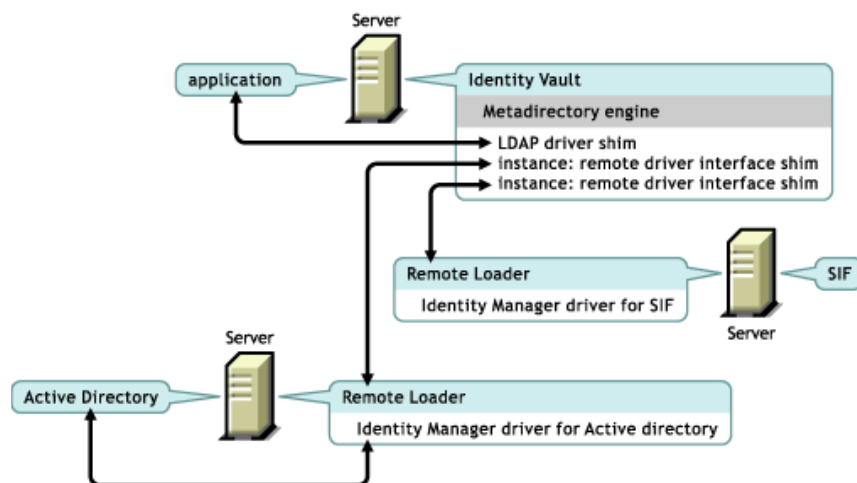 Server
application
Identity Vault
Metadirectory engine
LDAP driver shim
instance: remote driver interface shim
instance: remote driver interface shim
Remote Loader
SIF
Identity Manager driver for SIF
Server
Server
Active Directory
Remote Loader
Identity Manager driver for Active directory